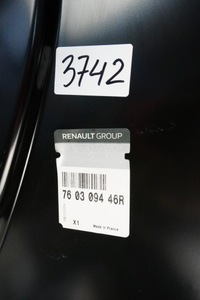 3742
RENAULT GROUP
76 03 094 46R
X1
Made in France